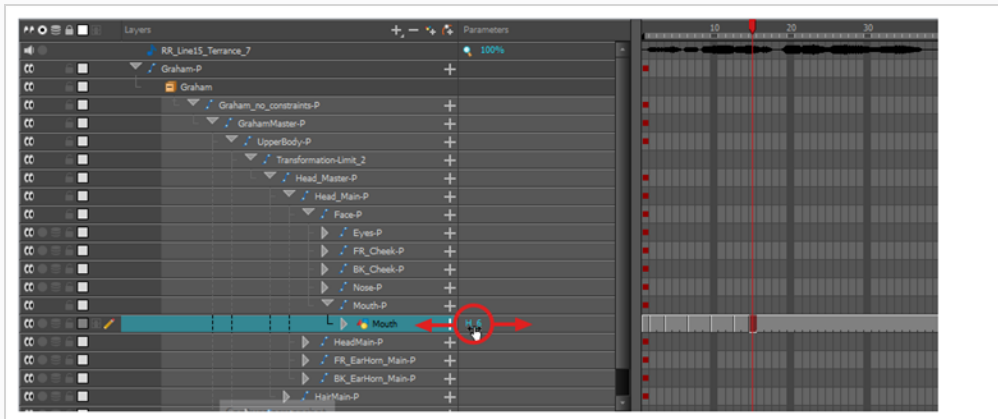 Layers Parameters 10 20 30
RR_Line15_Terrance_7 100%
Graham-P
Graham
Graham_no_constraints-P
GrahamMaster-P
UpperBody-P
Transformation-Limit_2
Head_Master-P
Head_Main-P
Face-P
Eyes-P
FR_Cheek-P
BK_Cheek-P
Nose-P
Mouth-P
Mouth
HeadMain-P
FR_EarHorn_Main-P
BK_EarHorn_Main-P
HairMain-P